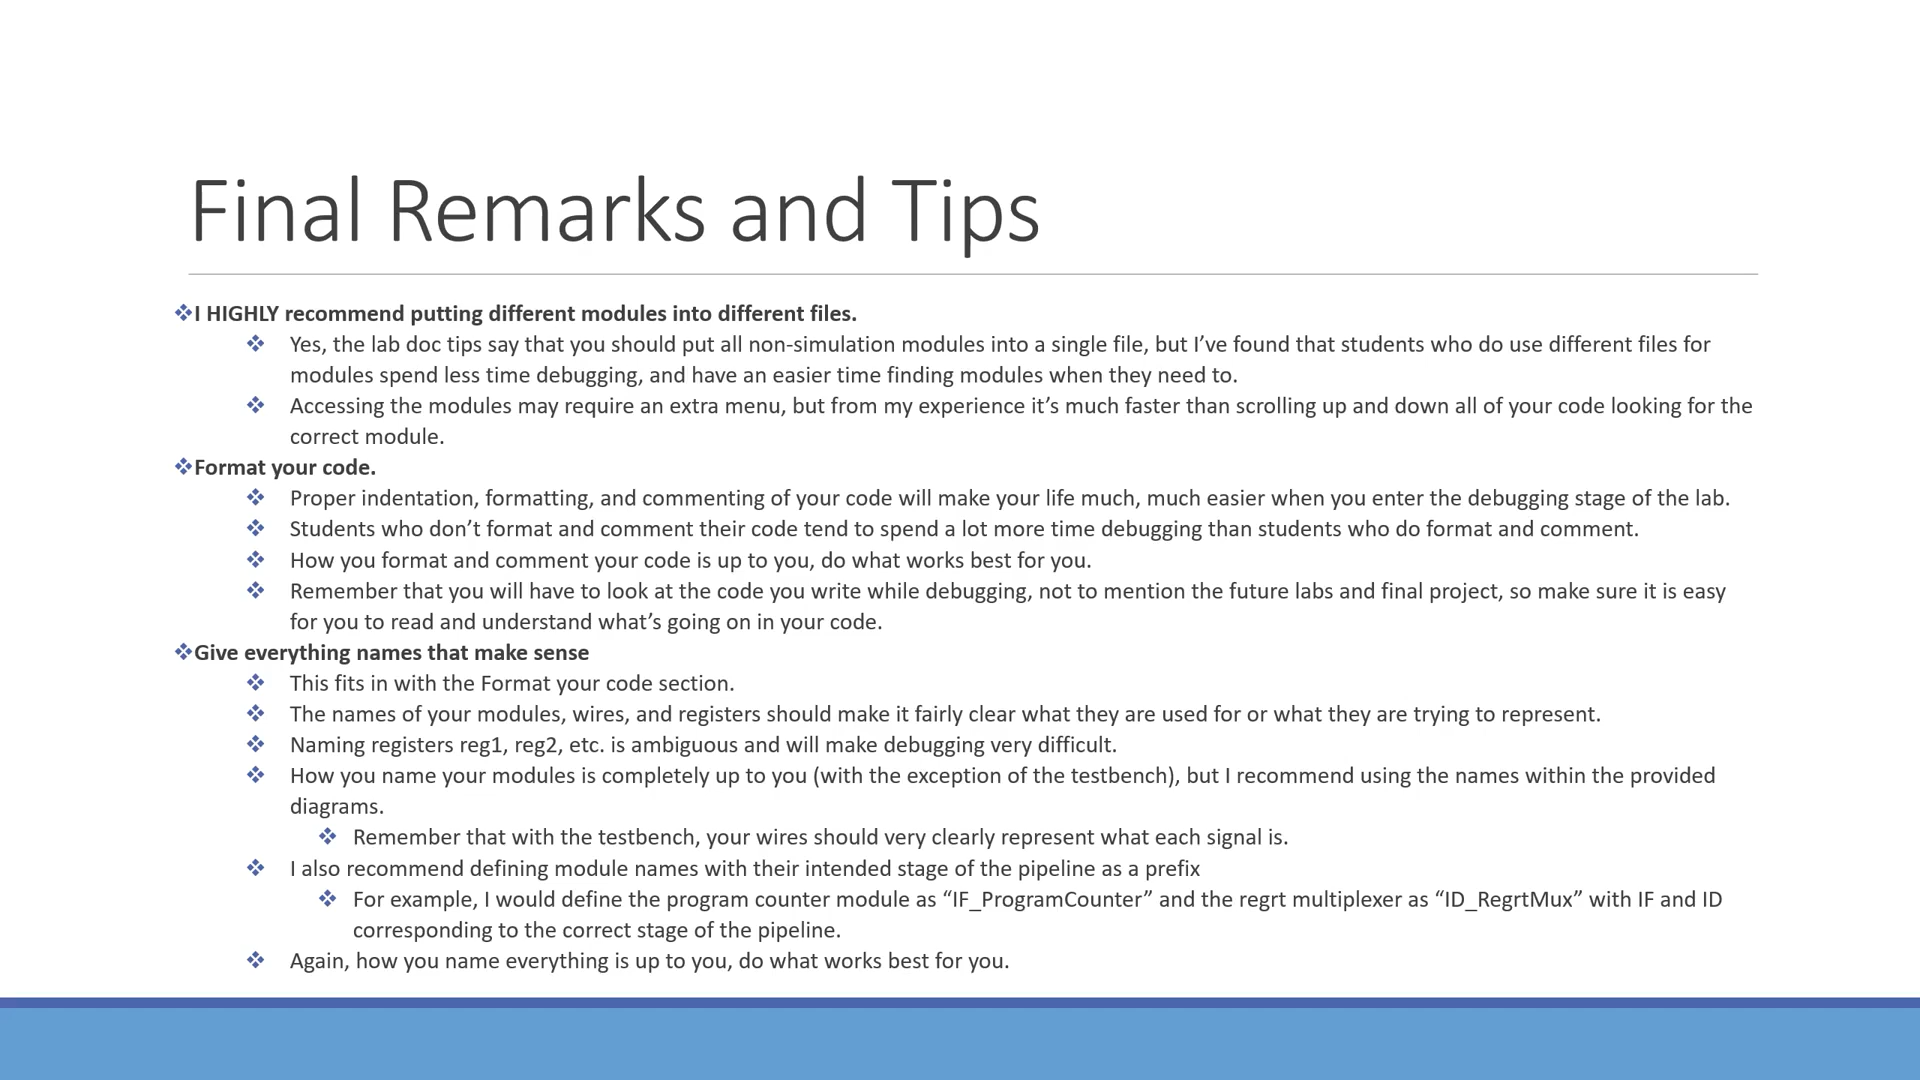 Final Remarks and Tips
❖I HIGHLY recommend putting different modules into different files.
❖ Yes, the lab doc tips say that you should put all non-simulation modules into a single file, but I’ve found that students who do use different files for
modules spend less time debugging, and have an easier time finding modules when they need to.
❖ Accessing the modules may require an extra menu, but from my experience it’s much faster than scrolling up and down all of your code looking for the
correct module.
❖Format your code.
❖ Proper indentation, formatting, and commenting of your code will make your life much, much easier when you enter the debugging stage of the lab.
❖ Students who don’t format and comment their code tend to spend a lot more time debugging than students who do format and comment.
❖ How you format and comment your code is up to you, do what works best for you.
❖ Remember that you will have to look at the code you write while debugging, not to mention the future labs and final project, so make sure it is easy
for you to read and understand what’s going on in your code.
❖Give everything names that make sense
❖ This fits in with the Format your code section.
❖ The names of your modules, wires, and registers should make it fairly clear what they are used for or what they are trying to represent.
❖ Naming registers reg1, reg2, etc. is ambiguous and will make debugging very difficult.
❖ How you name your modules is completely up to you (with the exception of the testbench), but I recommend using the names within the provided
diagrams.
❖ Remember that with the testbench, your wires should very clearly represent what each signal is.
❖ I also recommend defining module names with their intended stage of the pipeline as a prefix
❖ For example, I would define the program counter module as “IF_ProgramCounter” and the regrt multiplexer as “ID_RegrtMux” with IF and ID
corresponding to the correct stage of the pipeline.
❖ Again, how you name everything is up to you, do what works best for you.